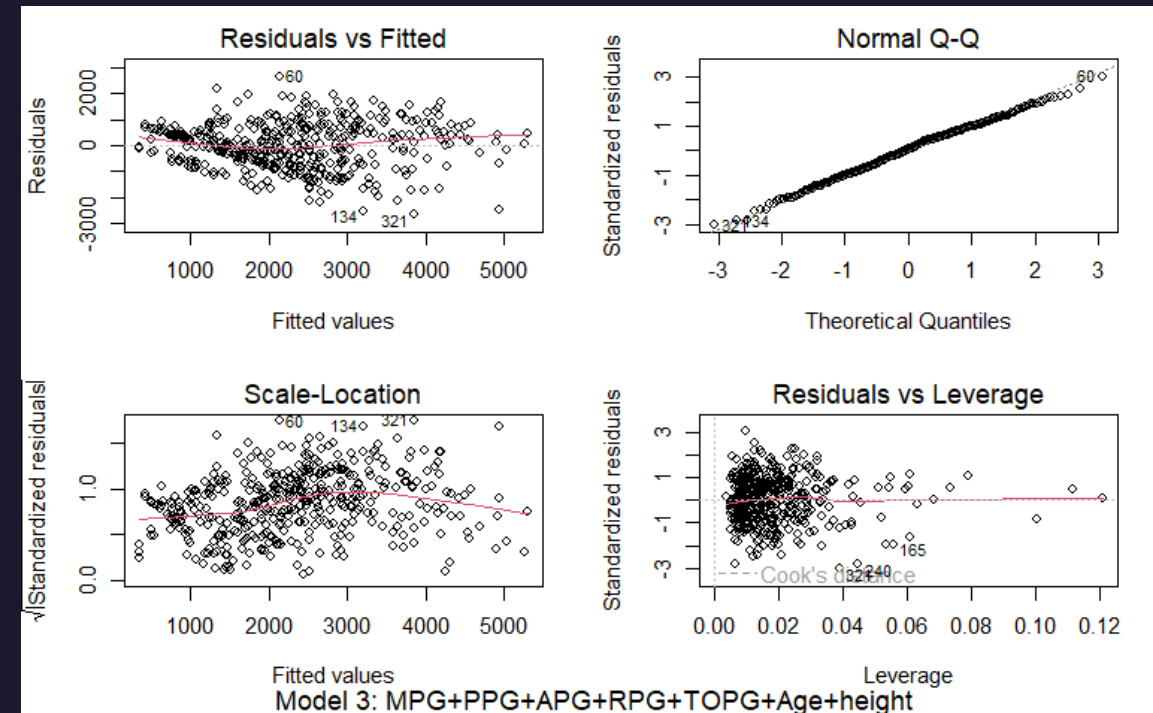 Residuals vs Fitted
Residuals
2000
0
-3000
60
134
321
1000 2000 3000 4000 5000
Fitted values
Normal Q-Q
Standardized residuals
3
1
-1
-3
60
321
134
-3 -2 -1 0 1 2 3
Theoretical Quantiles
Scale-Location
√|Standardized residuals|
1.0
0.0
60
134
321
1000 2000 3000 4000 5000
Fitted values
Residuals vs Leverage
Standardized residuals
3
1
-1
-3
165
240
321
Cook's distance
0.00 0.02 0.04 0.06 0.08 0.10 0.12
Leverage
Model 3: MPG+PPG+APG+RPG+TOPG+Age+height